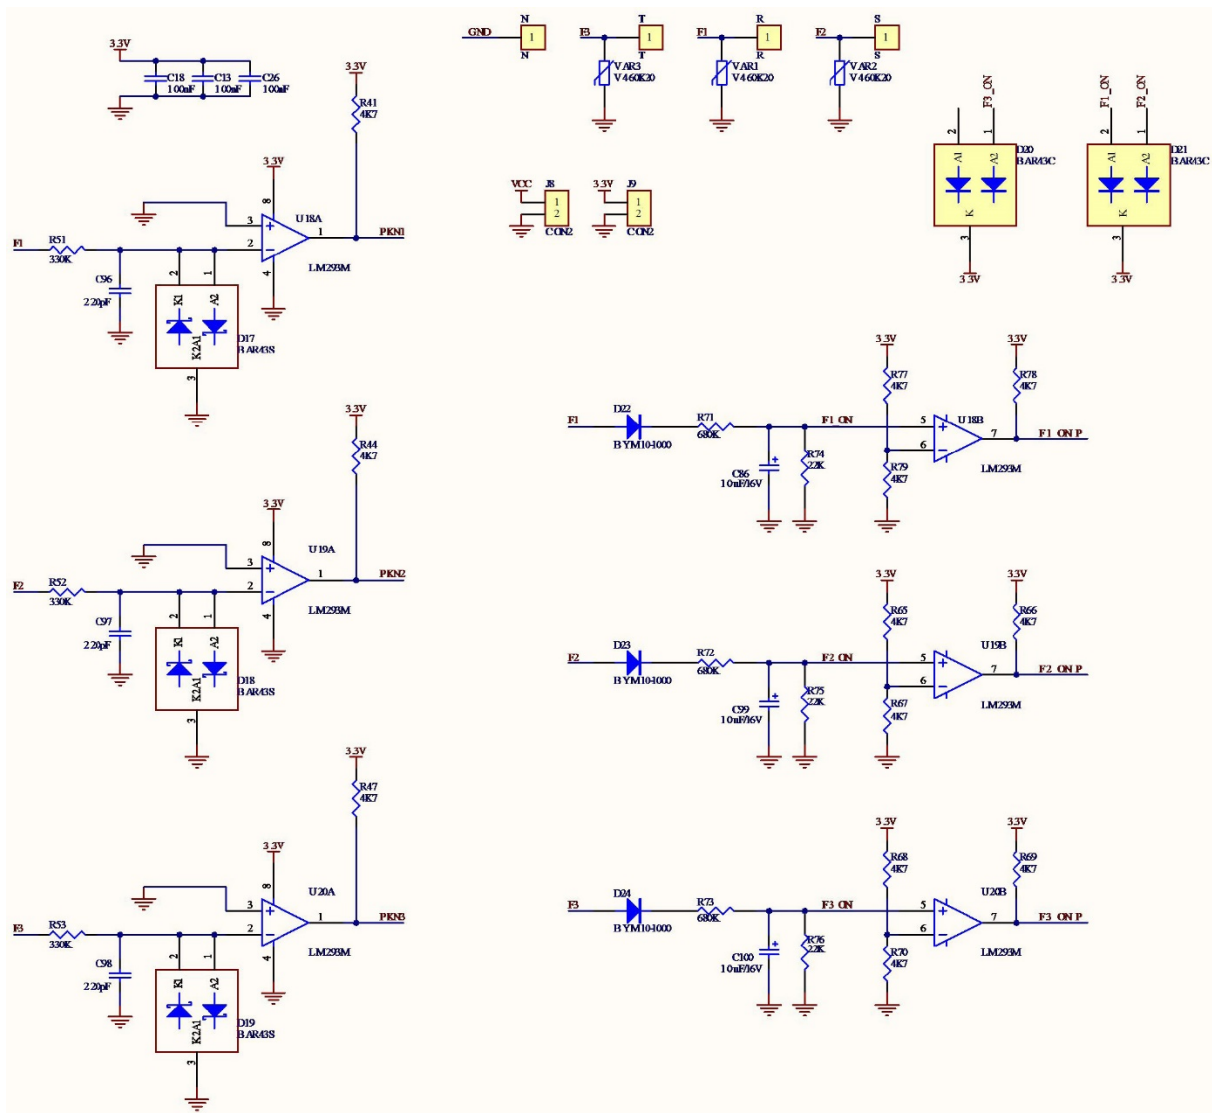 3.3V
C18
100nF
C13
100nF
C26
100nF
3.3V
R41
4K7
3.3V
8
U18A
3
2
1
PKN1
4
LM293M
F1
R51
330K
C96
220pF
2
1
K1
A2
K2A1
D17
BAR43S
3
3.3V
R44
4K7
3.3V
8
U19A
3
2
1
PKN2
4
LM293M
F2
R52
330K
C97
220pF
2
1
K1
A2
K2A1
D18
BAR43S
3
3.3V
R47
4K7
3.3V
8
U20A
3
2
1
PKN3
4
LM293M
F3
R53
330K
C98
220pF
2
1
K1
A2
K2A1
D19
BAR43S
3
GND
N
1
N
F3
T
1
T
VAR3
V460K20
F1
R
1
R
VAR1
V460K20
F2
S
1
S
VAR2
V460K20
VCC
J8
1
2
CON2
3.3V
J9
1
2
CON2
F3_ON
2
1
D20
BAR43C
A1
A2
K
3
3.3V
F1_ON
F2_ON
2
1
D21
BAR43C
A1
A2
K
3
3.3V
F1
D22
BYM10-1000
R71
680K
C86
10uF/16V
R74
22K
F1_ON
3.3V
R77
4K7
R79
4K7
3.3V
R78
4K7
5
6
U18B
7
LM293M
F1_ON_P
F2
D23
BYM10-1000
R72
680K
C99
10uF/16V
R75
22K
F2_ON
3.3V
R65
4K7
R67
4K7
3.3V
R66
4K7
5
6
U19B
7
LM293M
F2_ON_P
F3
D24
BYM10-1000
R73
680K
C100
10uF/16V
R76
22K
F3_ON
3.3V
R68
4K7
R70
4K7
3.3V
R69
4K7
5
6
U20B
7
LM293M
F3_ON_P